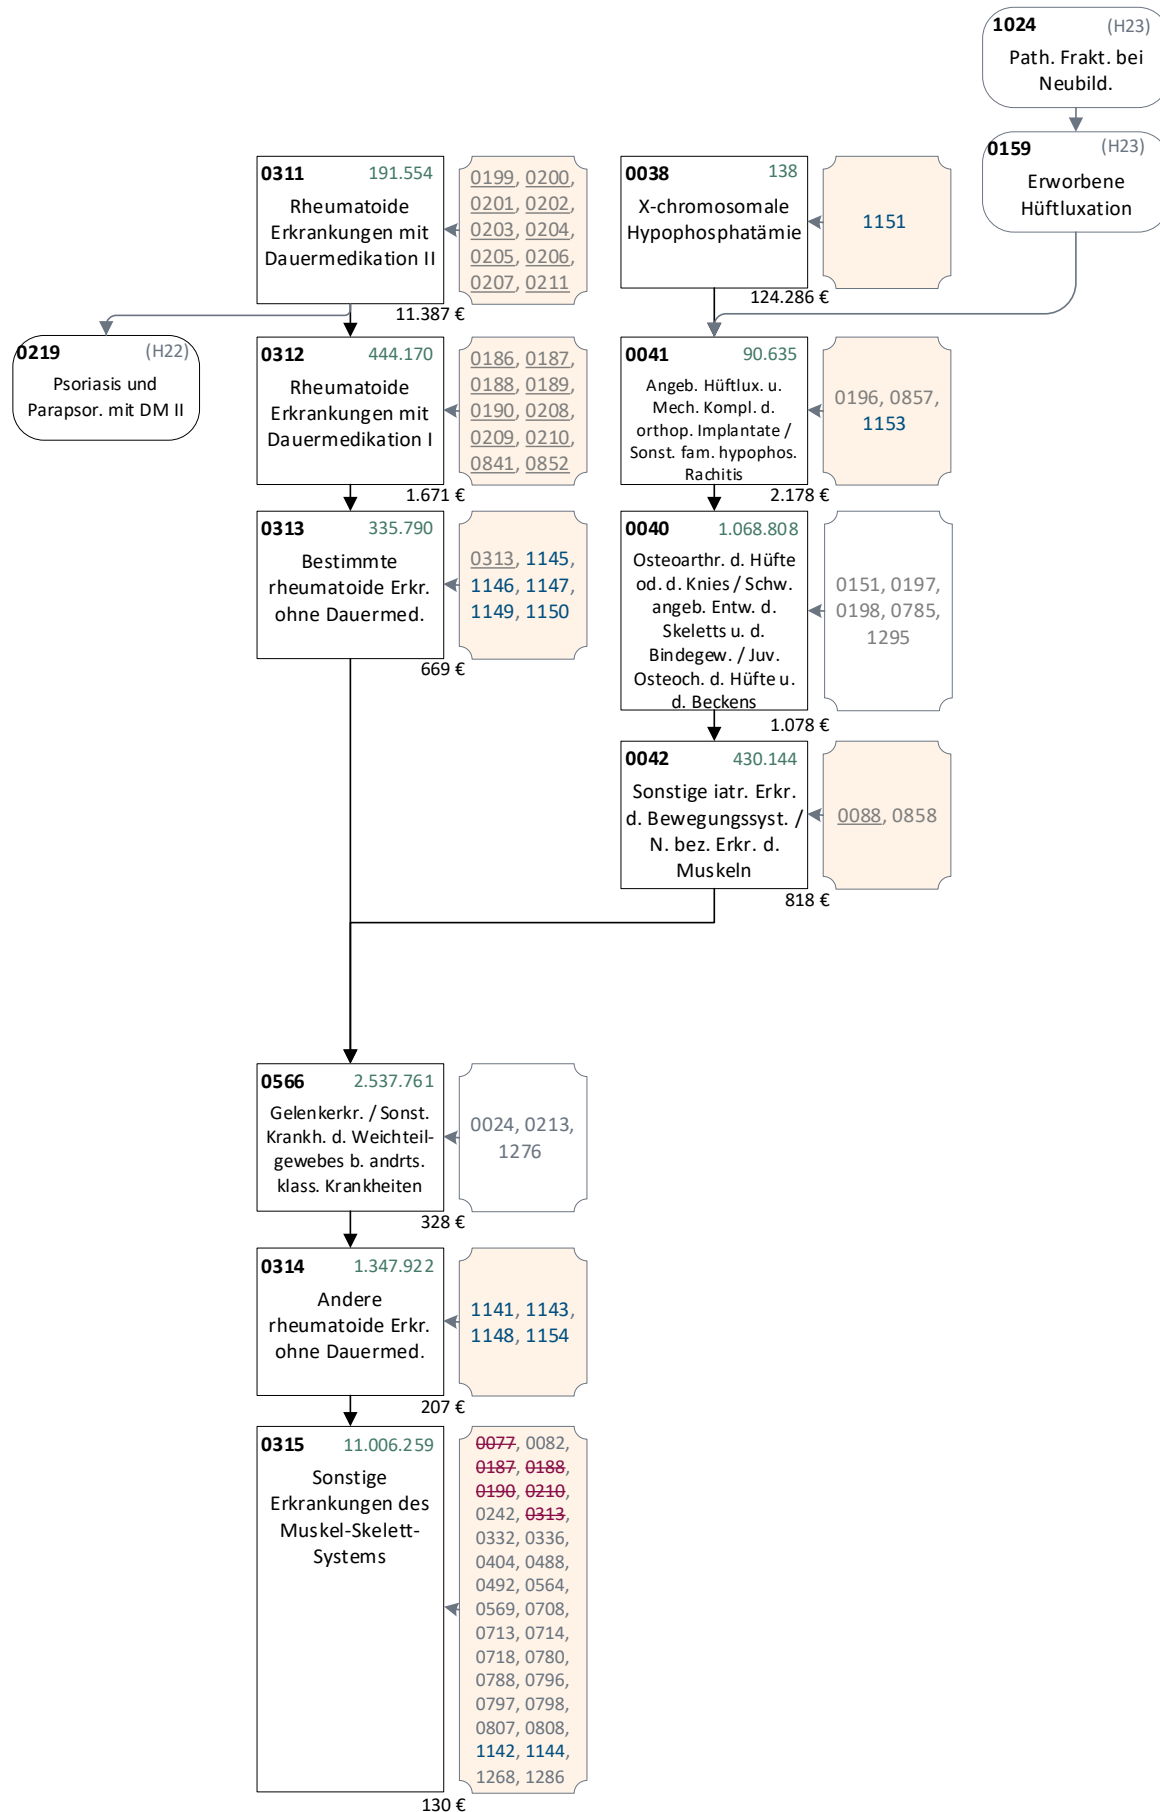 1024 (H23)
Path. Frakt. bei
Neubild.
0159 (H23)
Erworbene
Hüftluxation
0311 191.554
Rheumatoide
Erkrankungen mit
Dauermedikation II
0199, 0200,
0201, 0202,
0203, 0204,
0205, 0206,
0207, 0211
11.387 €
0038 138
X-chromosomale
Hypophosphatämie
1151
124.286 €
0219 (H22)
Psoriasis und
Parapsor. mit DM II
0312 444.170
Rheumatoide
Erkrankungen mit
Dauermedikation I
0186, 0187,
0188, 0189,
0190, 0208,
0209, 0210,
0841, 0852
1.671 €
0041 90.635
Angeb. Hüftlux. u.
Mech. Kompl. d.
orthop. Implantate /
Sonst. fam. hypophos.
Rachitis
0196, 0857,
1153
2.178 €
0313 335.790
Bestimmte
rheumatoide Erkr.
ohne Dauermed.
0313, 1145,
1146, 1147,
1149, 1150
669 €
0040 1.068.808
Osteoarthr. d. Hüfte
od. d. Knies / Schw.
angeb. Entw. d.
Skeletts u. d.
Bindegew. / Juv.
Osteoch. d. Hüfte u.
d. Beckens
0151, 0197,
0198, 0785,
1295
1.078 €
0042 430.144
Sonstige iatr. Erkr.
d. Bewegungssyst. /
N. bez. Erkr. d.
Muskeln
0088, 0858
818 €
0566 2.537.761
Gelenkerkr. / Sonst.
Krankh. d. Weichteil-
gewebes b. andrts.
klass. Krankheiten
0024, 0213,
1276
328 €
0314 1.347.922
Andere
rheumatoide Erkr.
ohne Dauermed.
1141, 1143,
1148, 1154
207 €
0315 11.006.259
Sonstige
Erkrankungen des
Muskel-Skelett-
Systems
0077, 0082,
0187, 0188,
0190, 0210,
0242, 0313,
0332, 0336,
0404, 0488,
0492, 0564,
0569, 0708,
0713, 0714,
0718, 0780,
0788, 0796,
0797, 0798,
0807, 0808,
1142, 1144,
1268, 1286
130 €